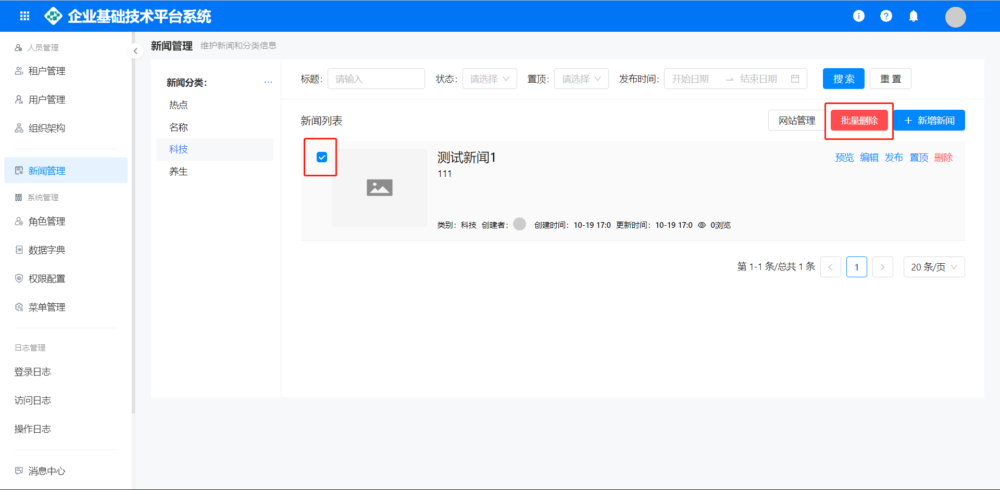 企业基础技术平台系统
人员管理
租户管理
用户管理
组织架构
新闻管理
系统管理
角色管理
数据字典
权限配置
菜单管理
日志管理
登录日志
访问日志
操作日志
消息中心
新闻管理 维护新闻和分类信息
新闻分类: ...
热点
名称
科技
养生
标题: 请输入 状态: 请选择 置顶: 请选择 发布时间: 开始日期 → 结束日期 搜 索 重 置
新闻列表 网站管理 批量删除 + 新增新闻
测试新闻1 预览 编辑 发布 置顶 删除
111
类别: 科技 创建者: 创建时间: 10-19 17:0 更新时间: 10-19 17:0 0浏览
第 1-1 条/总共 1 条 < 1 > 20 条/页